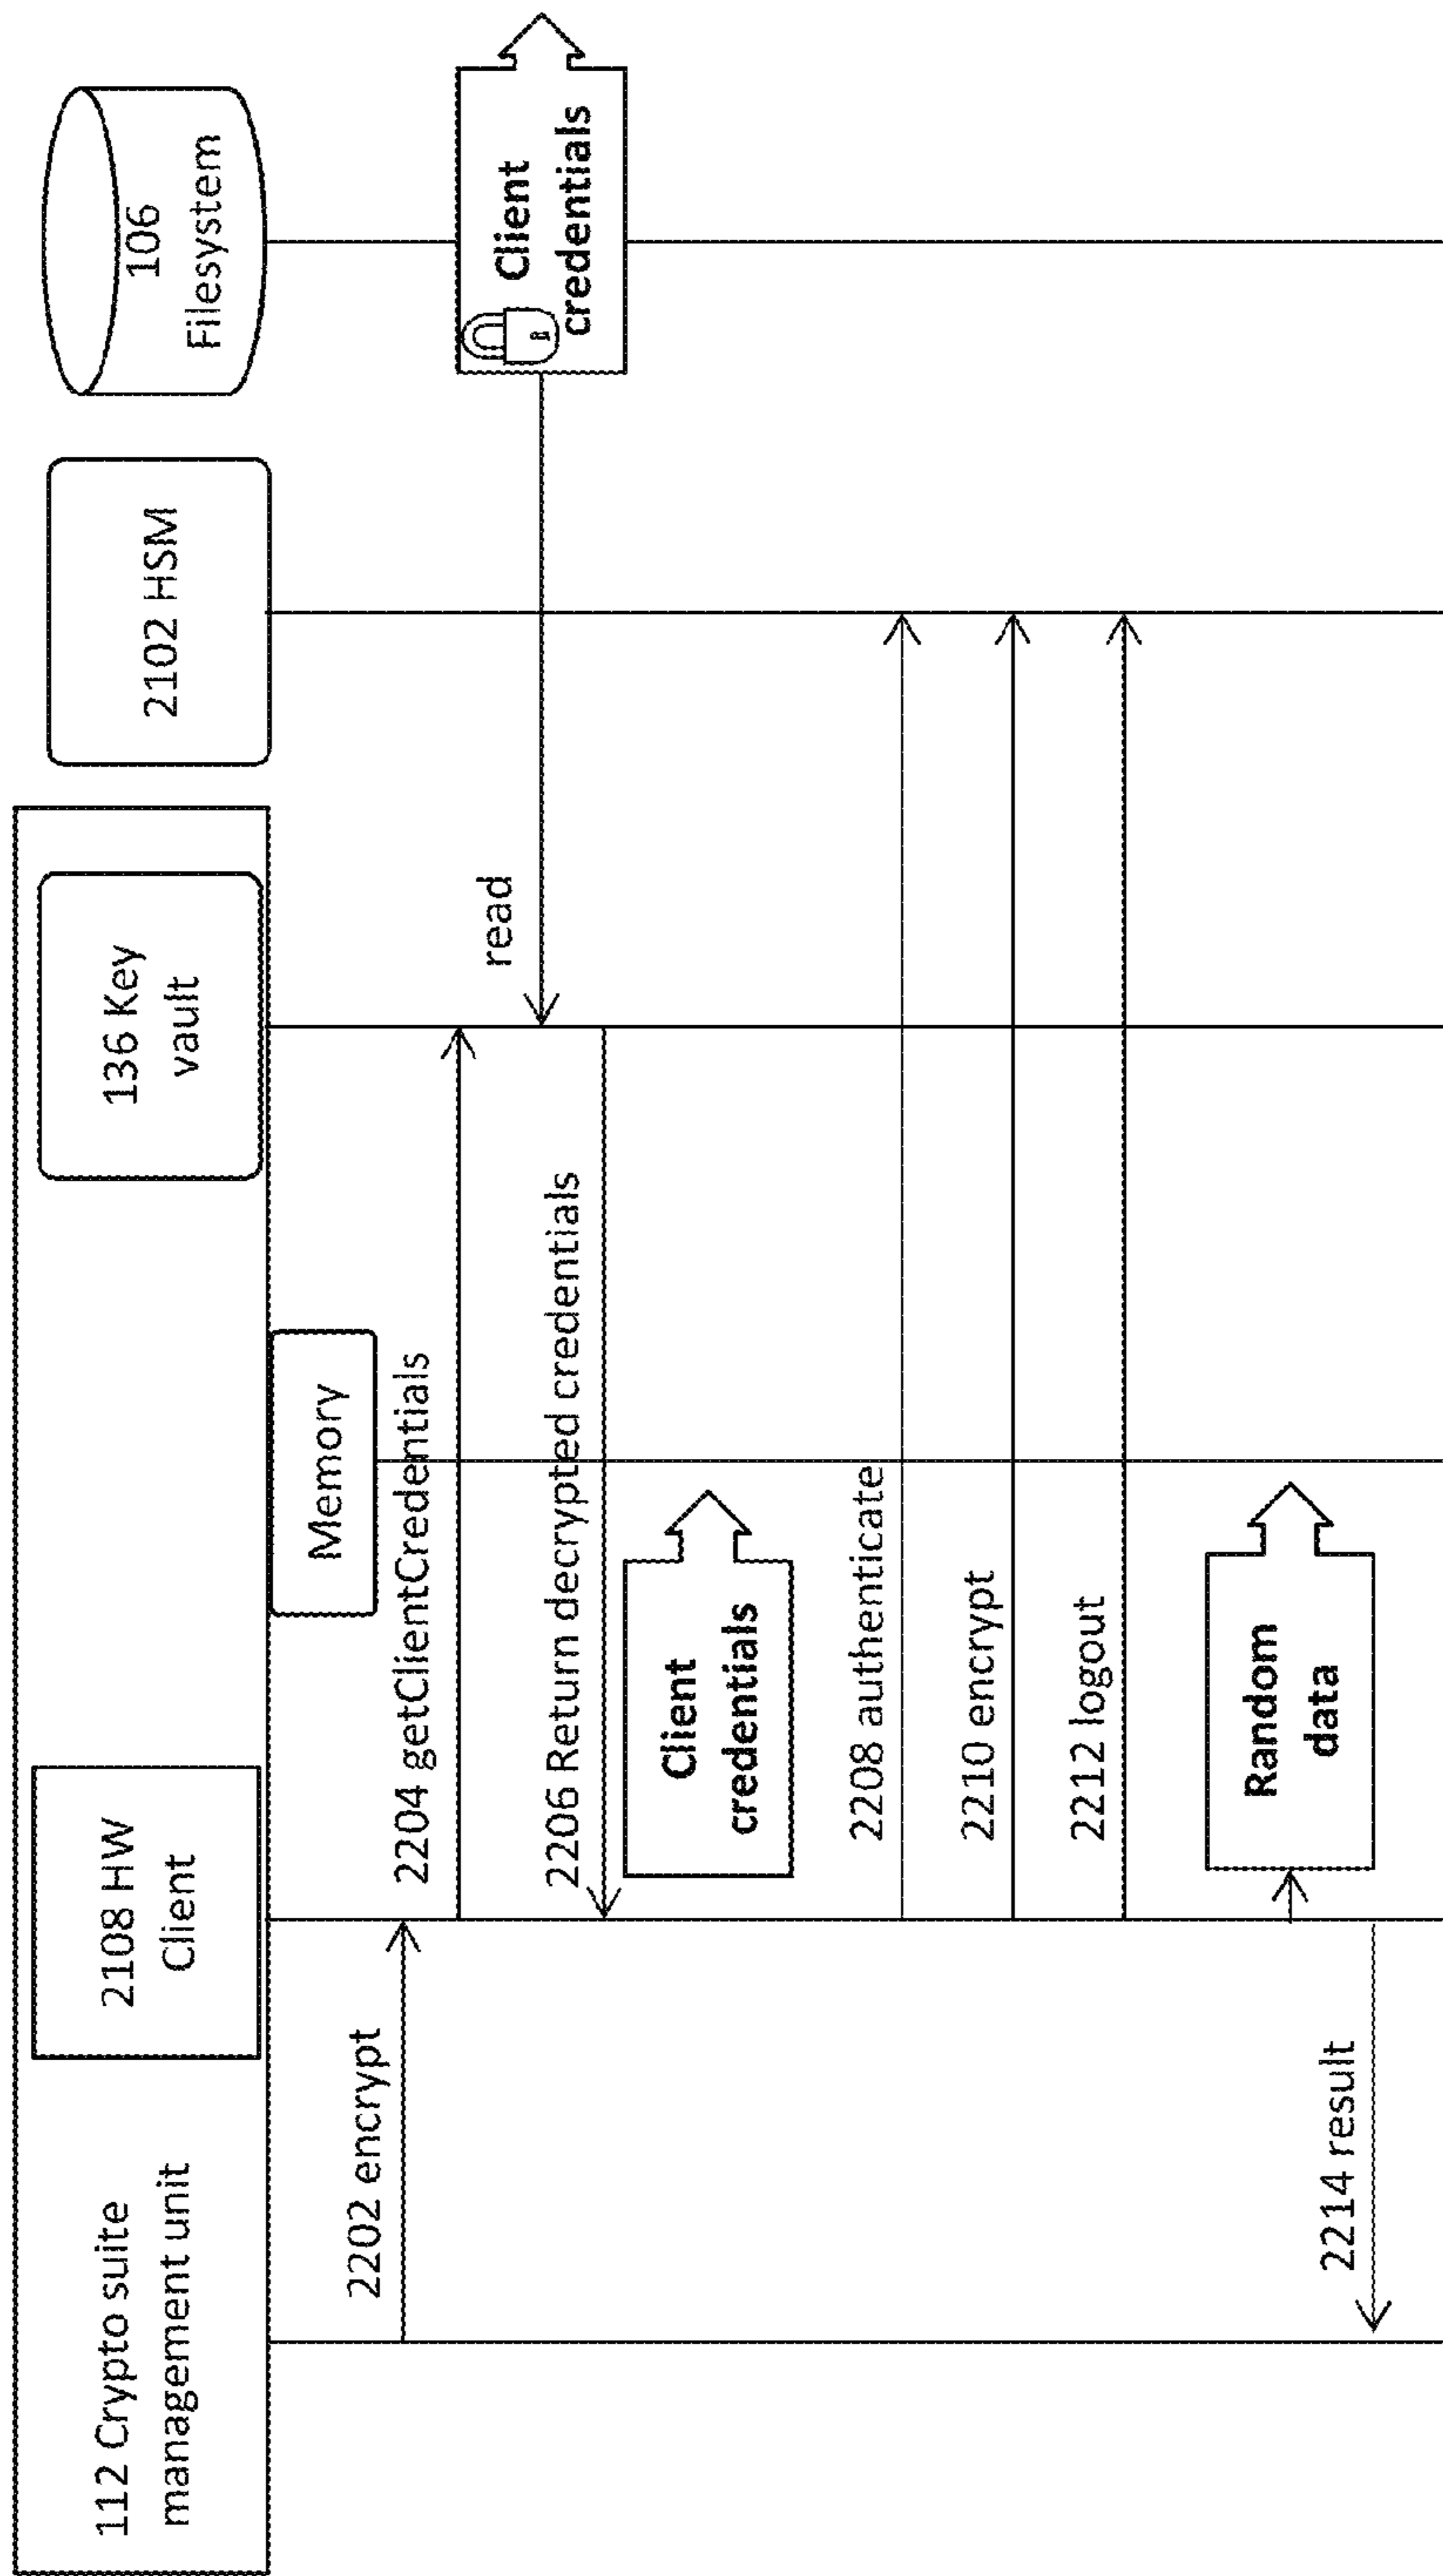 112 Crypto suite
management unit
2108 HW
Client
136 Key
vault
2102 HSM
106
Filesystem
Memory
2202 encrypt
2204 getClientCredentials
read
Client
credentials
2206 Return decrypted credentials
Client
credentials
2208 authenticate
2210 encrypt
2212 logout
Random
data
2214 result